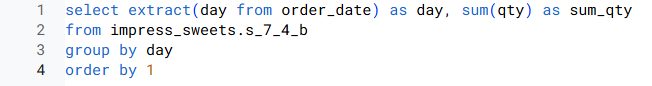 1 select extract(day from order_date) as day, sum(qty) as sum_qty
2 from impress_sweets.s_7_4_b
3 group by day
4 order by 1